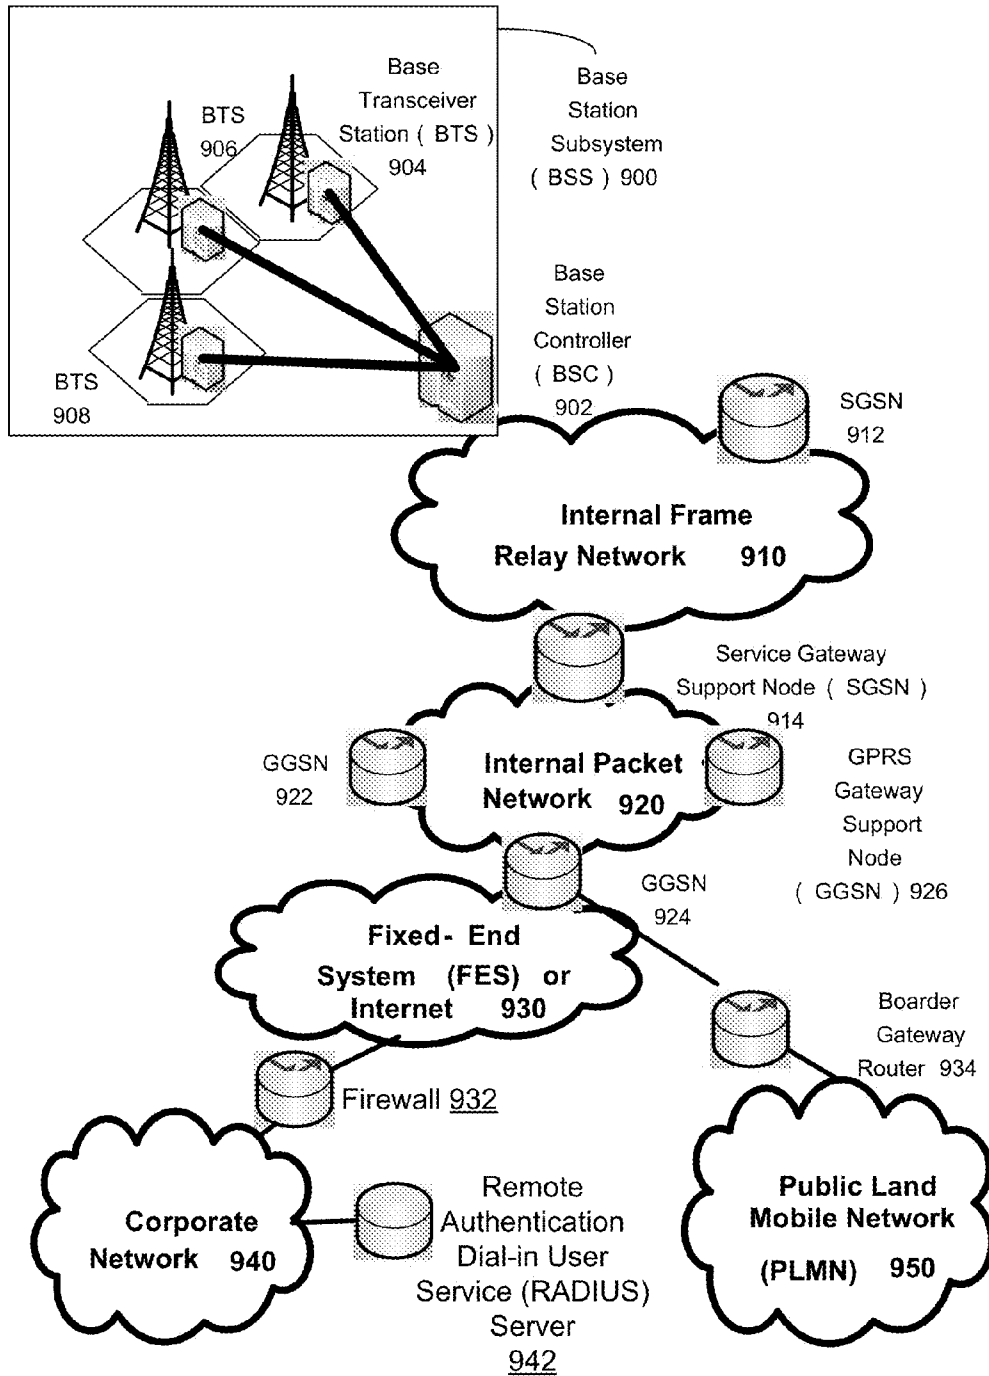 Base
Transceiver
Station ( BTS )
904
BTS
906
BTS
908
Base
Station
Subsystem
( BSS ) 900
Base
Station
Controller
( BSC )
902
SGSN
912
Internal Frame
Relay Network 910
Service Gateway
Support Node ( SGSN )
914
GGSN
922
Internal Packet
Network 920
GPRS
Gateway
Support
Node
( GGSN ) 926
GGSN
924
Fixed- End
System (FES) or
Internet 930
Boarder
Gateway
Router 934
Firewall 932
Corporate
Network 940
Remote
Authentication
Dial-in User
Service (RADIUS)
Server
942
Public Land
Mobile Network
(PLMN) 950